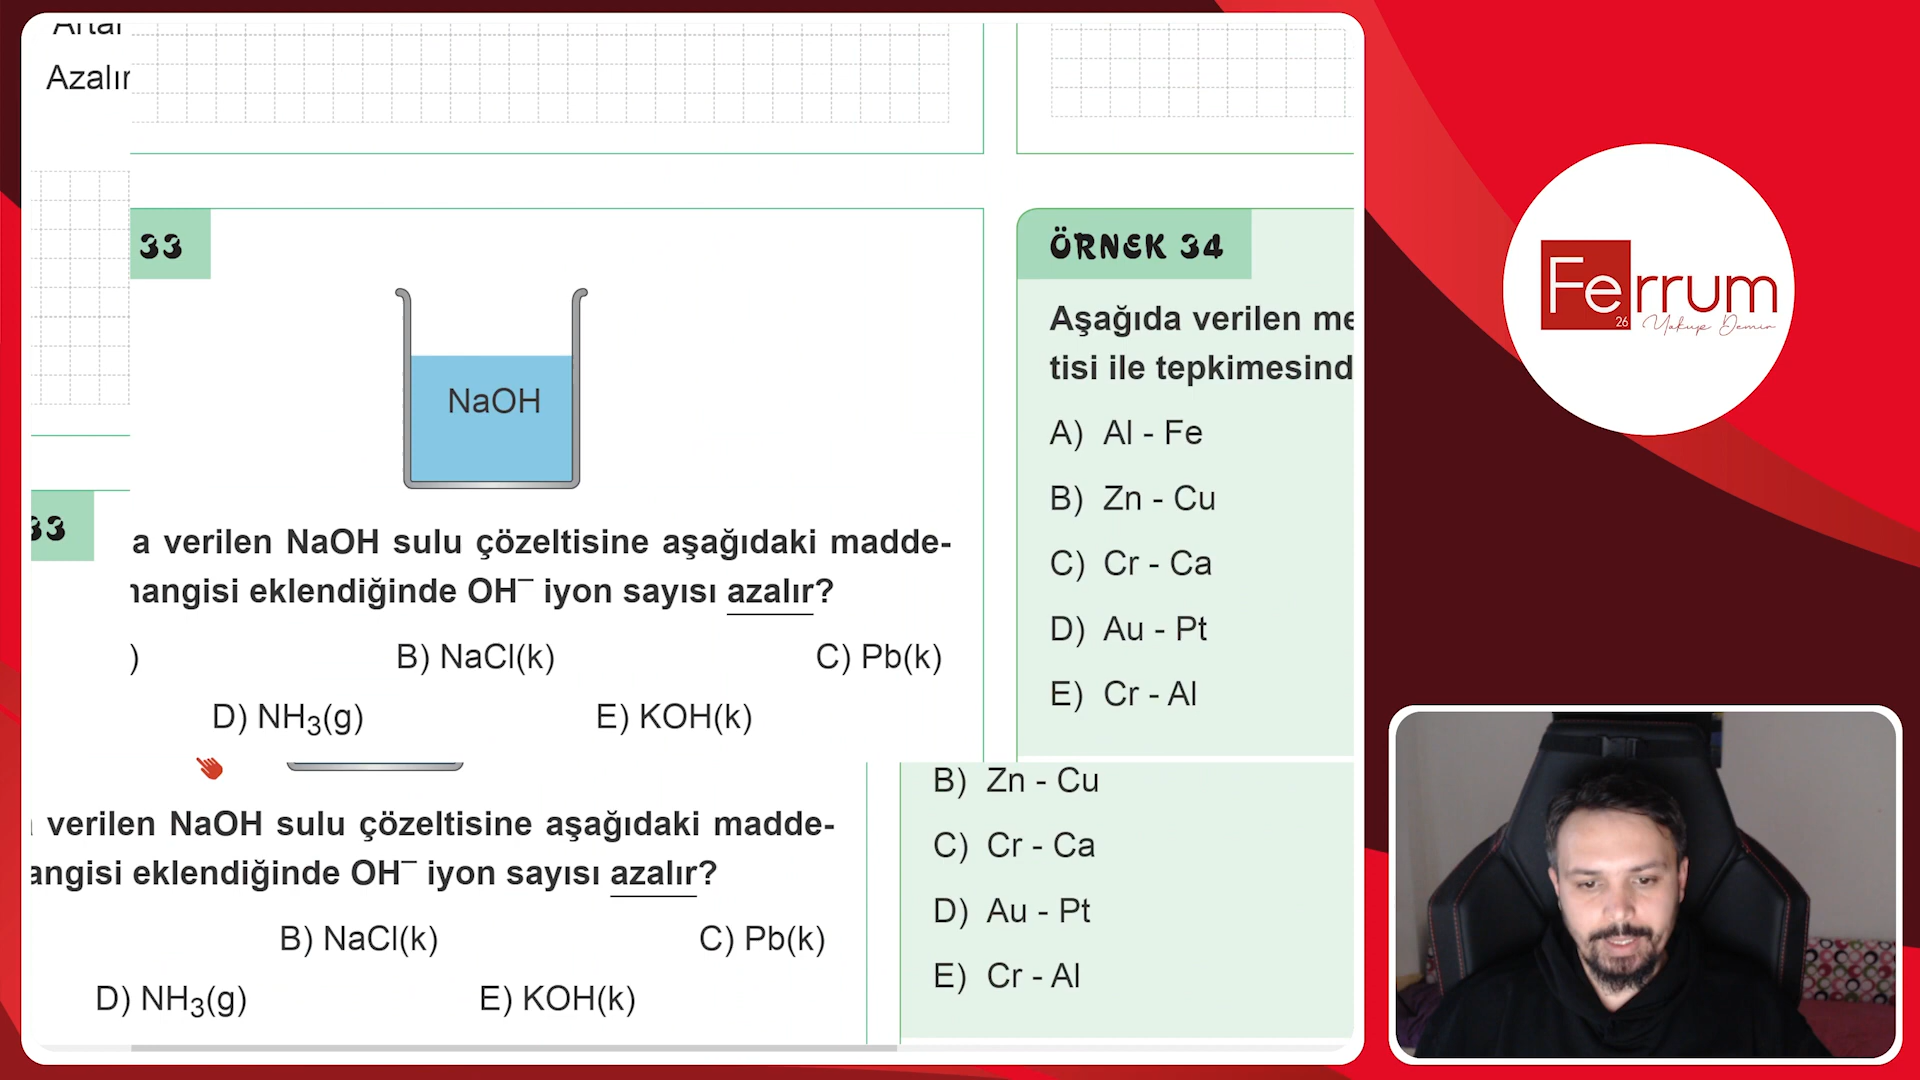 Azalır
33
NaOH
a verilen NaOH sulu çözeltisine aşağıdaki madde-
hangisi eklendiğinde OH⁻ iyon sayısı azalır?
)
B) NaCl(k)
C) Pb(k)
D) NH₃(g)
E) KOH(k)
ÖRNEK 34
Aşağıda verilen me
tisi ile tepkimesind
A) Al - Fe
B) Zn - Cu
C) Cr - Ca
D) Au - Pt
E) Cr - Al
33
verilen NaOH sulu çözeltisine aşağıdaki madde-
angisi eklendiğinde OH⁻ iyon sayısı azalır?
B) NaCl(k)
C) Pb(k)
D) NH₃(g)
E) KOH(k)
B) Zn - Cu
C) Cr - Ca
D) Au - Pt
E) Cr - Al
Ferrum
26
Yakup Demir